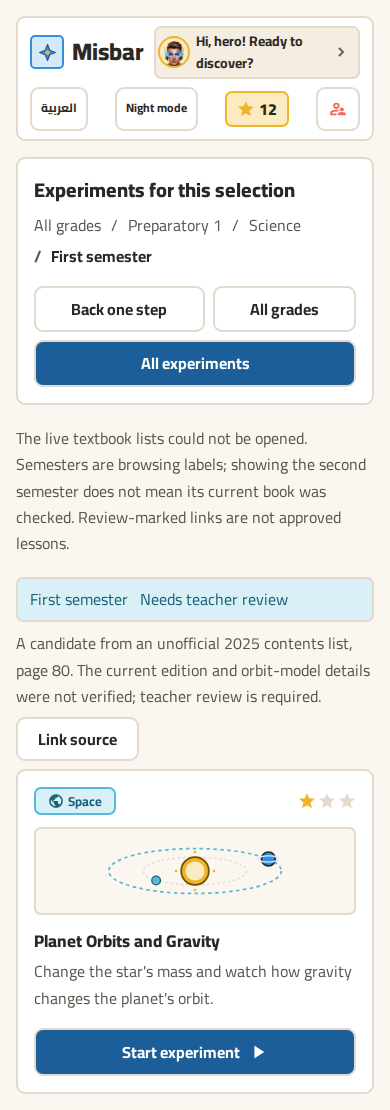 Misbar
Hi, hero! Ready to
discover?
العربية
Night mode
12
Experiments for this selection
All grades / Preparatory 1 / Science
/ First semester
Back one step
All grades
All experiments
The live textbook lists could not be opened.
Semesters are browsing labels; showing the second
semester does not mean its current book was
checked. Review-marked links are not approved
lessons.
First semester Needs teacher review
A candidate from an unofficial 2025 contents list,
page 80. The current edition and orbit-model details
were not verified; teacher review is required.
Link source
Space
Planet Orbits and Gravity
Change the star's mass and watch how gravity
changes the planet's orbit.
Start experiment